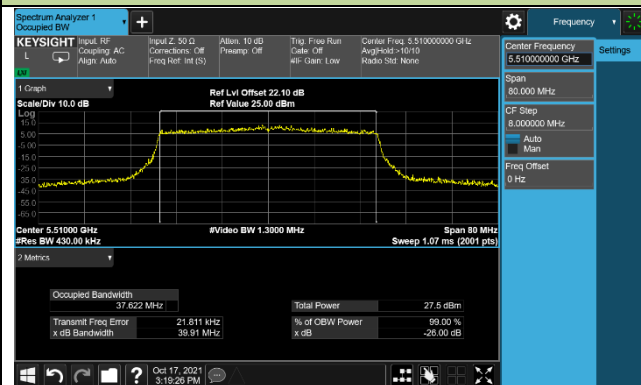 Spectrum Analyzer 1
Occupied BW
Frequency
KEYSIGHT
L
Input: RF
Coupling: AC
Align: Auto
Input Z: 50 Ω
Corrections: Off
Freq Ref: Int (S)
Atten: 10 dB
Preamp: Off
Trig: Free Run
Gate: Off
#IF Gain: Low
Center Freq: 5.510000000 GHz
Avg|Hold:>10/10
Radio Std: None
Center Frequency
5.510000000 GHz
Settings
Span
80.000 MHz
CF Step
8.000000 MHz
Auto
Man
Freq Offset
0 Hz
1 Graph
Scale/Div 10.0 dB
Ref Lvl Offset 22.10 dB
Ref Value 25.00 dBm
Log
15.0
5.00
-5.00
-15.0
-25.0
-35.0
-45.0
-55.0
-65.0
Center 5.51000 GHz
#Res BW 430.00 kHz
#Video BW 1.3000 MHz
Span 80 MHz
Sweep 1.07 ms (2001 pts)
2 Metrics
Occupied Bandwidth
37.622 MHz
Total Power 27.5 dBm
Transmit Freq Error 21.811 kHz
% of OBW Power 99.00 %
x dB Bandwidth 39.91 MHz
x dB -26.00 dB
?
Oct 17, 2021
3:19:26 PM